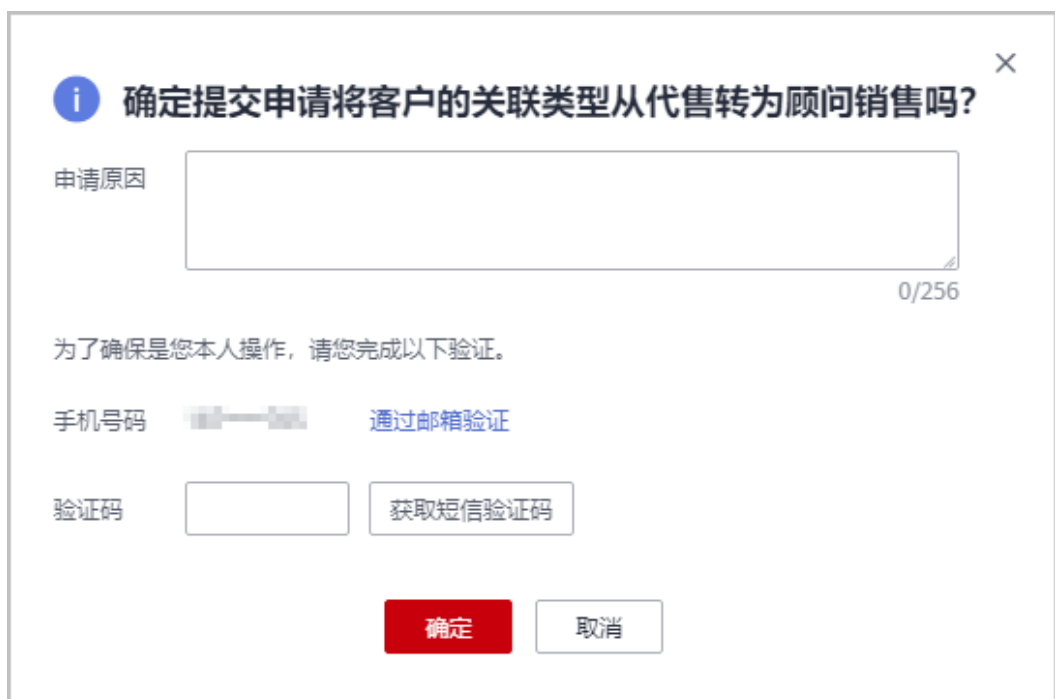 确定提交申请将客户的关联类型从代售转为顾问销售吗?
申请原因
0/256
为了确保是您本人操作，请您完成以下验证。
手机号码 通过邮箱验证
验证码 获取短信验证码
确定 取消